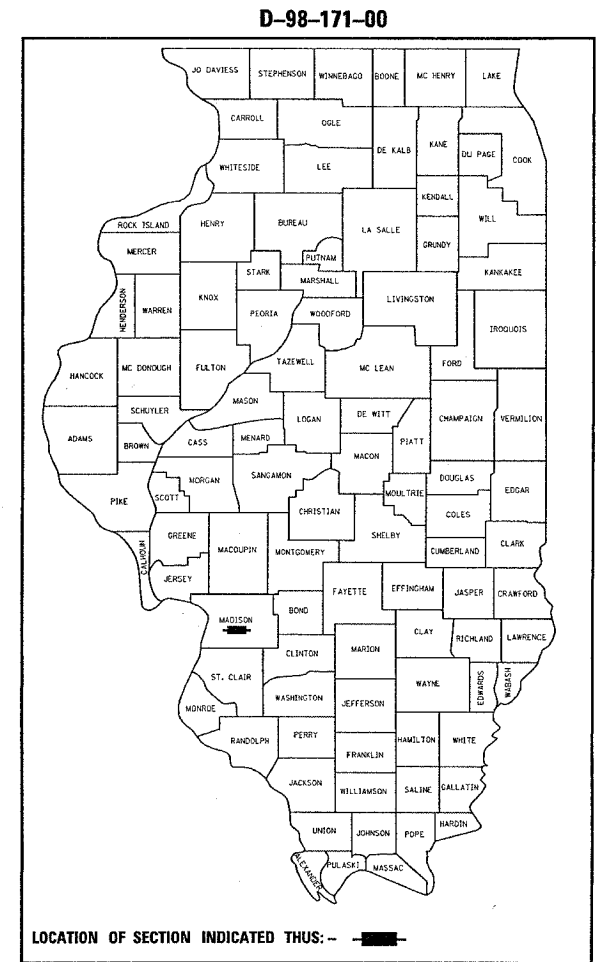 D-98-171-00
JO DAVIESS STEPHENSON WINNEBAGO BOONE MC HENRY LAKE
CARROLL OGLE
DE KALB KANE DU PAGE COOK
WHITESIDE LEE
KENDALL
ROCK ISLAND HENRY BUREAU LA SALLE WILL
MERCER PUTNAM GRUNDY
STARK MARSHALL KANKAKEE
HENDERSON WARREN KNOX PEORIA WOODFORD LIVINGSTON
IROQUOIS
HANCOCK MC DONOUGH FULTON TAZEWELL MC LEAN FORD
MASON
SCHUYLER LOGAN DE WITT CHAMPAIGN VERMILION
ADAMS BROWN CASS MENARD PIATT
MACON
MORGAN SANGAMON DOUGLAS
PIKE SCOTT MOULTRIE EDGAR
CHRISTIAN COLES
GREENE MACOUPIN MONTGOMERY SHELBY
CALHOUN CUMBERLAND CLARK
JERSEY
FAYETTE EFFINGHAM JASPER CRAWFORD
MADISON BOND
CLAY RICHLAND LAWRENCE
CLINTON MARION
ST. CLAIR WAYNE EDWARDS WABASH
MONROE WASHINGTON JEFFERSON
RANDOLPH PERRY HAMILTON WHITE
FRANKLIN
JACKSON WILLIAMSON SALINE GALLATIN
HARDIN
UNION JOHNSON POPE
ALEXANDER PULASKI MASSAC
LOCATION OF SECTION INDICATED THUS: -